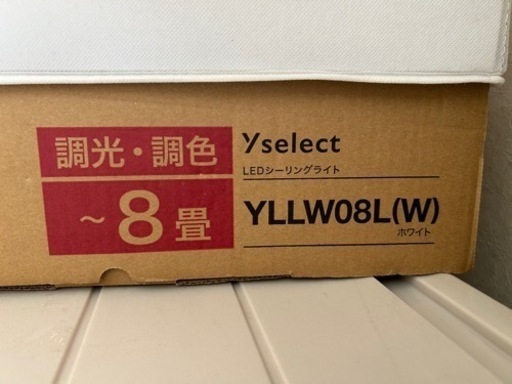 調光・調色
～8畳
Yselect
LEDシーリングライト
YLLW08L(W)
ホワイト